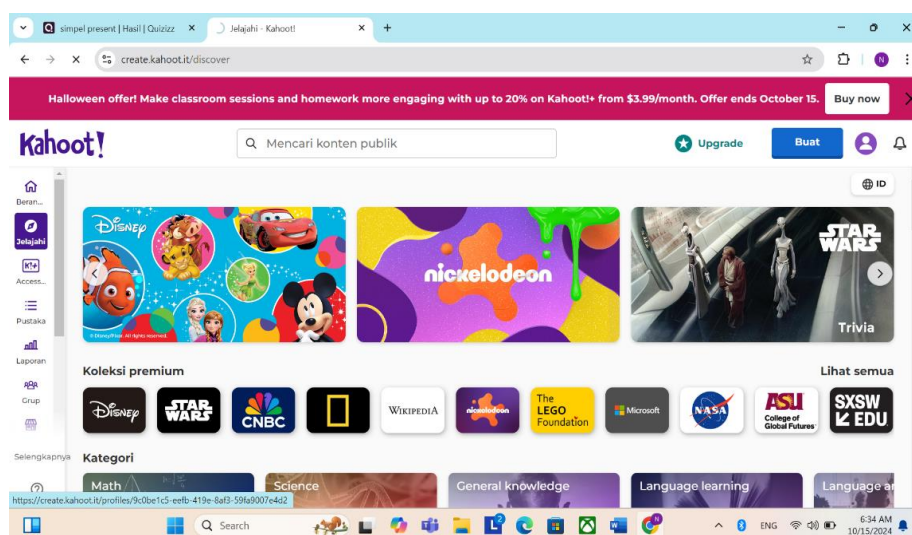 simpel present | Hasil | Quizizz
Jelajahi - Kahoot!
create.kahoot.it/discover
N
Halloween offer! Make classroom sessions and homework more engaging with up to 20% on Kahoot!+ from $3.99/month. Offer ends October 15.
Buy now
Kahoot!
Mencari konten publik
Upgrade
Buat
ID
Beran...
Jelajahi
K!+
Access...
Pustaka
Laporan
Grup
Selengkapnya
Disney
© Disney/Pixar. All rights reserved.
nickelodeon
STAR WARS
Trivia
Koleksi premium
Lihat semua
Disney
STAR WARS
CNBC
WIKIPEDIA
nickelodeon
The
LEGO
Foundation
Microsoft
NASA
ASU
College of
Global Futures
SXSW
EDU
Kategori
Math
Science
General knowledge
Language learning
Language ar
https://create.kahoot.it/profiles/9c0be1c5-eefb-419e-8af3-59fa9007e4d2
Search
ENG
6:34 AM
10/15/2024